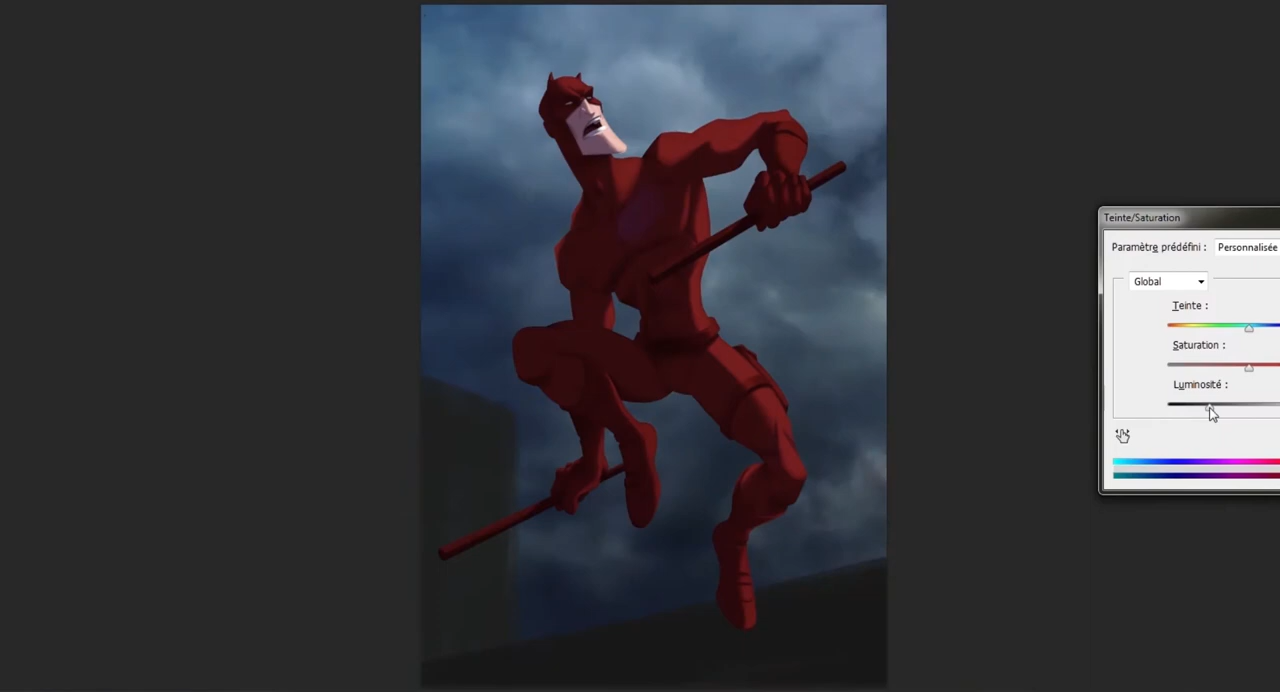 Teinte/Saturation
Paramètre prédéfini : Personnalisée
Global
Teinte :
Saturation :
Luminosité :